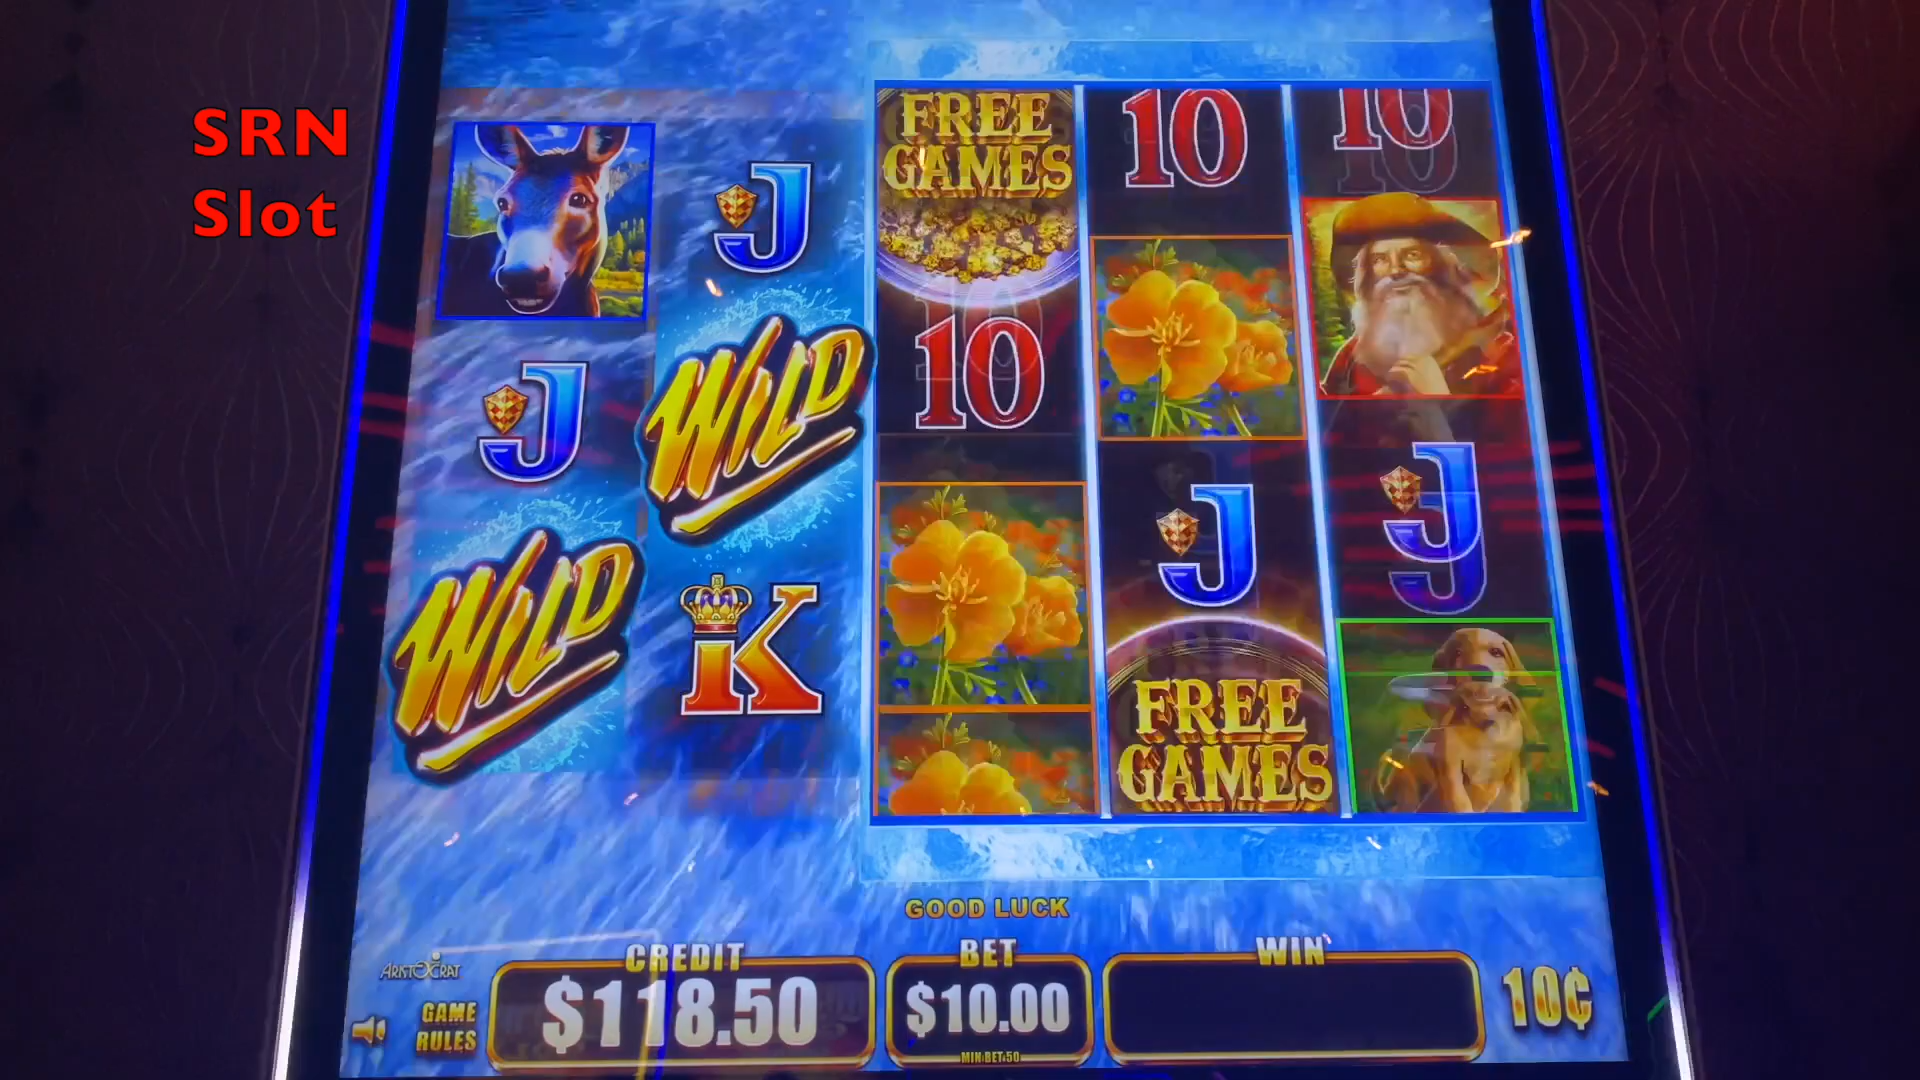 SRN
Slot
FREE
GAMES
10
10
J
WILD
10
J
J
J
WILD
K
FREE
GAMES
GOOD LUCK
CREDIT
BET
WIN
ARISTOCRAT
GAME
RULES
$118.50
$10.00
10¢
MIN BET 50